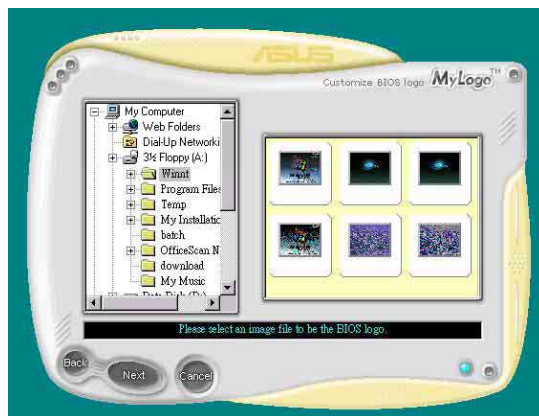 ASUS
Customize BIOS logo MyLogo™
My Computer
Web Folders
Dial-Up Networki
3½ Floppy (A:)
Winnt
Program Files
Temp
My Installatic
batch
OfficeScan N
download
My Music
Please select an image file to be the BIOS logo.
Back
Next
Cancel